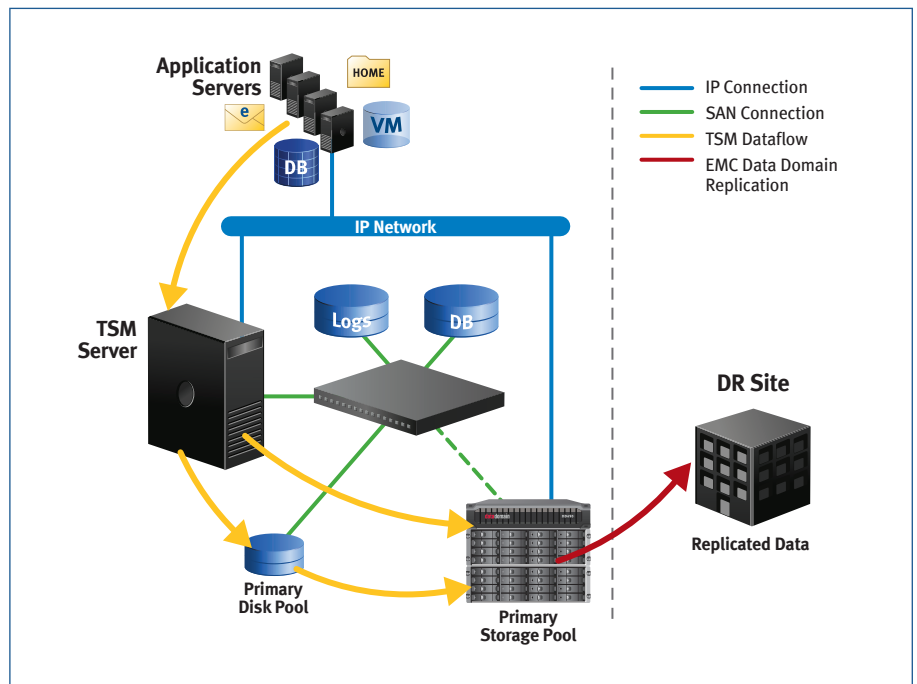 Application
Servers
HOME
e
VM
DB
IP Connection
SAN Connection
TSM Dataflow
EMC Data Domain
Replication
IP Network
Logs
DB
TSM
Server
DR Site
Replicated Data
Primary
Disk Pool
Primary
Storage Pool